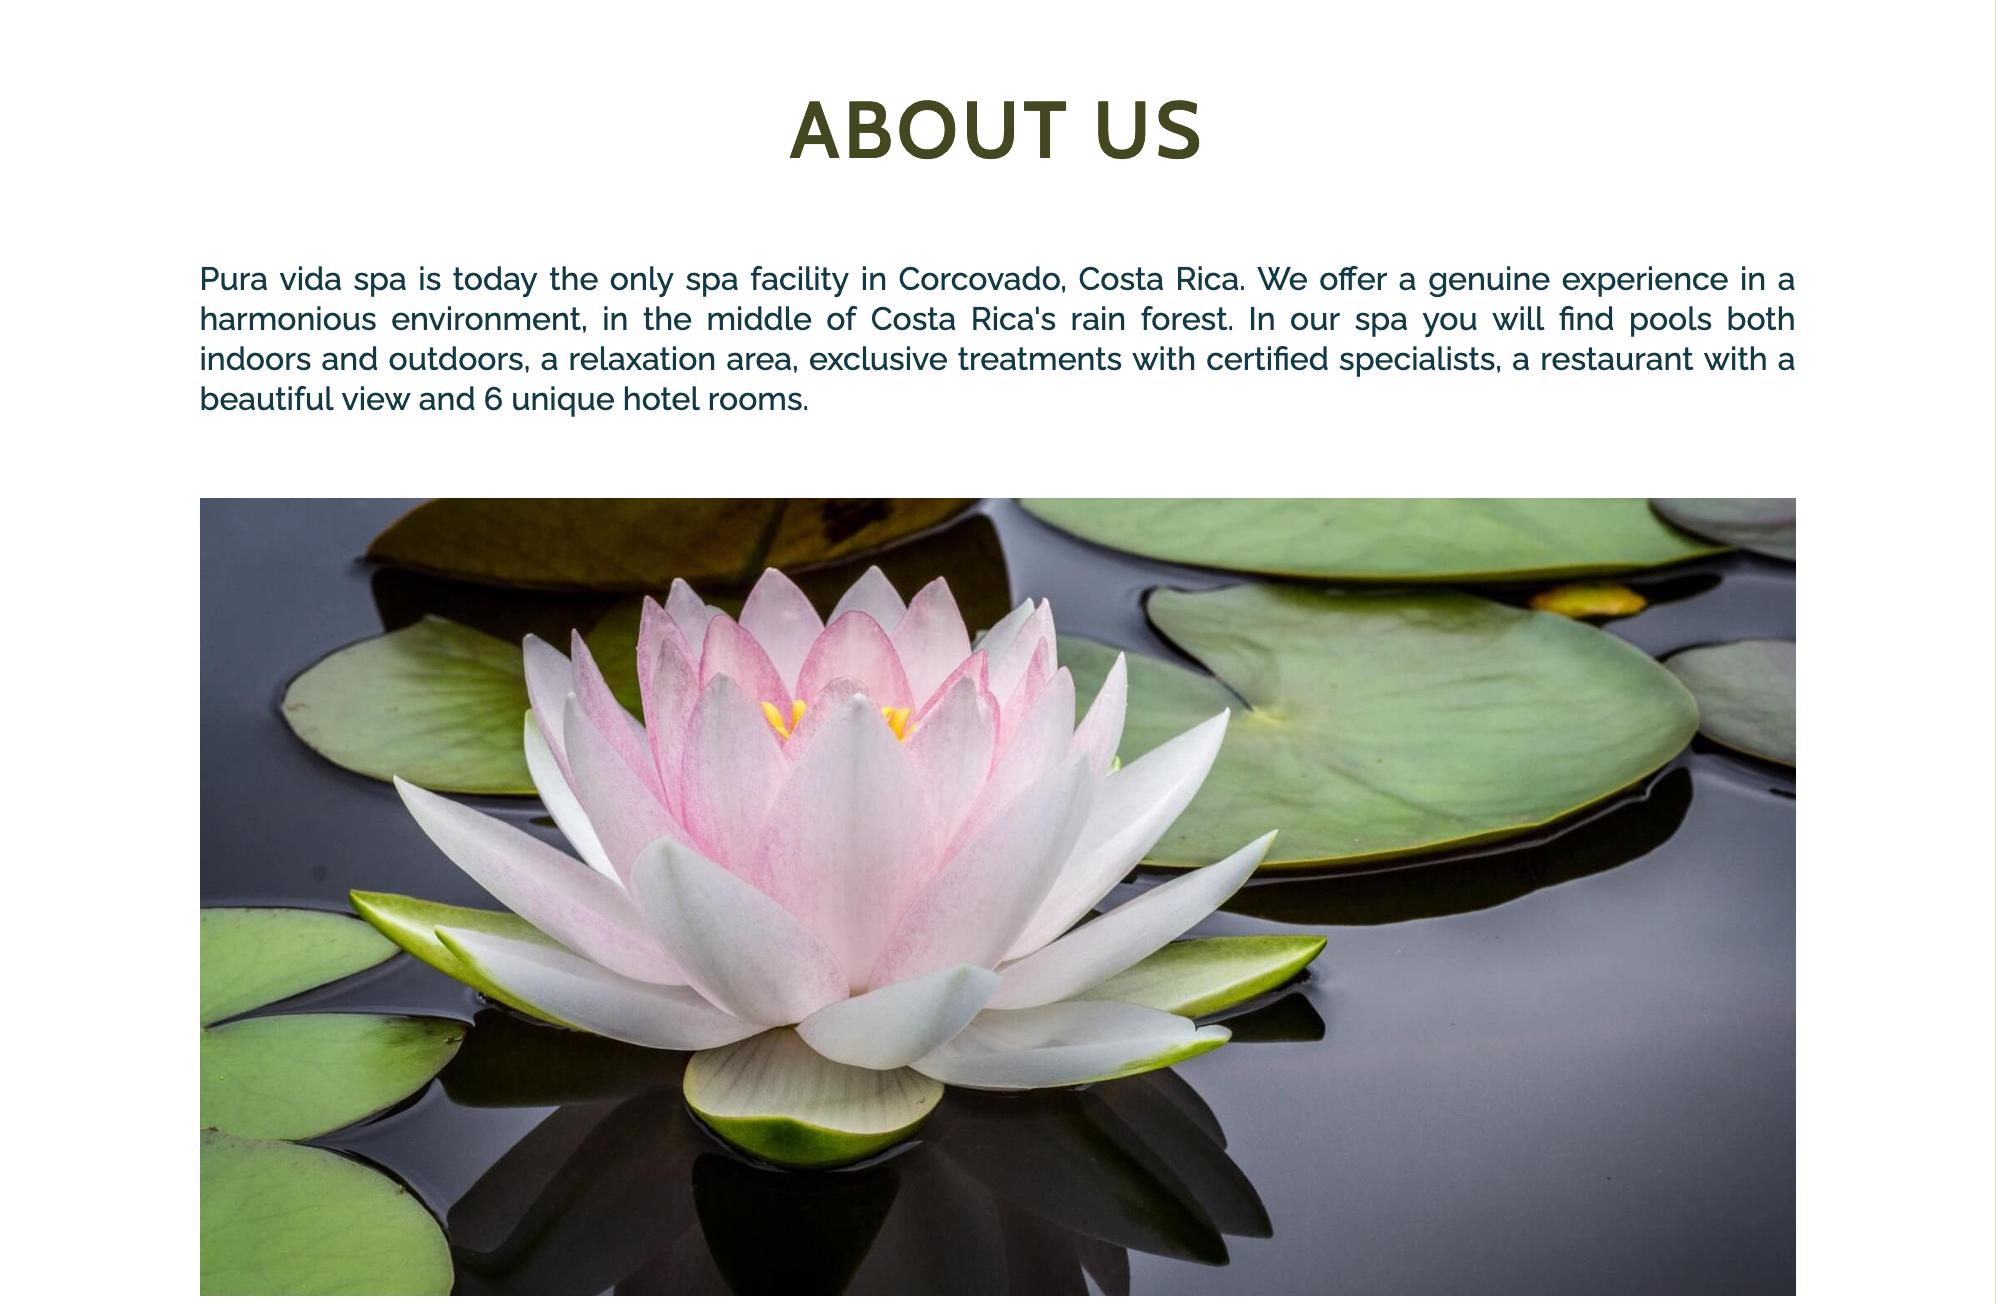 ABOUT US
Pura vida spa is today the only spa facility in Corcovado, Costa Rica. We offer a genuine experience in a
harmonious environment, in the middle of Costa Rica's rain forest. In our spa you will find pools both
indoors and outdoors, a relaxation area, exclusive treatments with certified specialists, a restaurant with a
beautiful view and 6 unique hotel rooms.